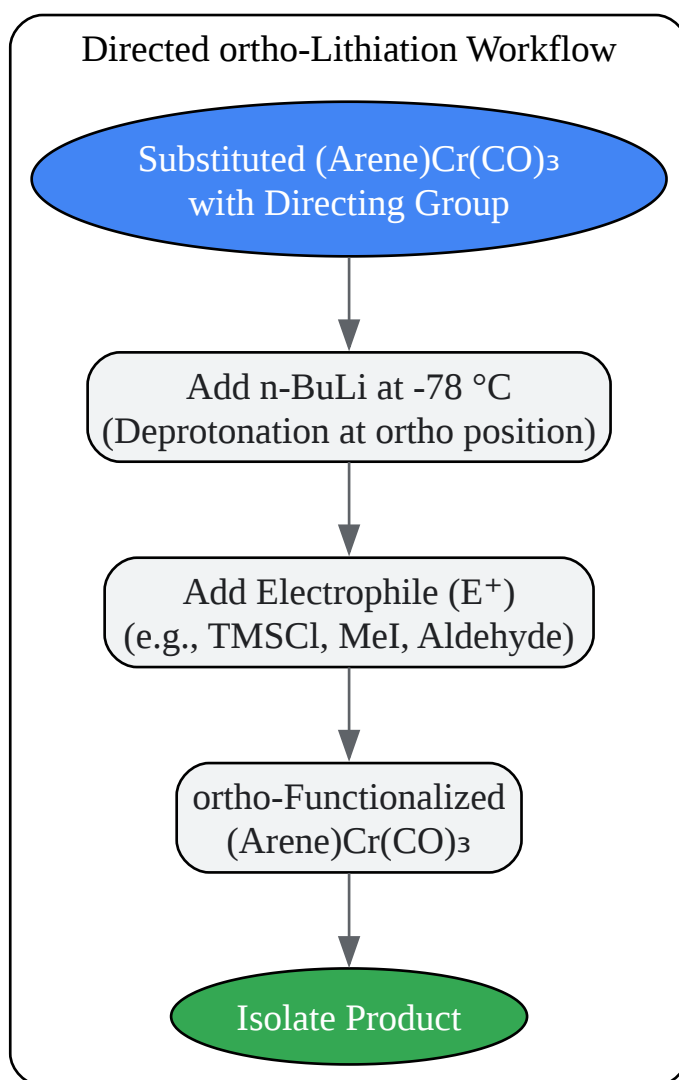 Directed ortho-Lithiation Workflow
Substituted (Arene)Cr(CO)₃
with Directing Group
Add n-BuLi at -78 °C
(Deprotonation at ortho position)
Add Electrophile (E⁺)
(e.g., TMSCl, MeI, Aldehyde)
ortho-Functionalized
(Arene)Cr(CO)₃
Isolate Product